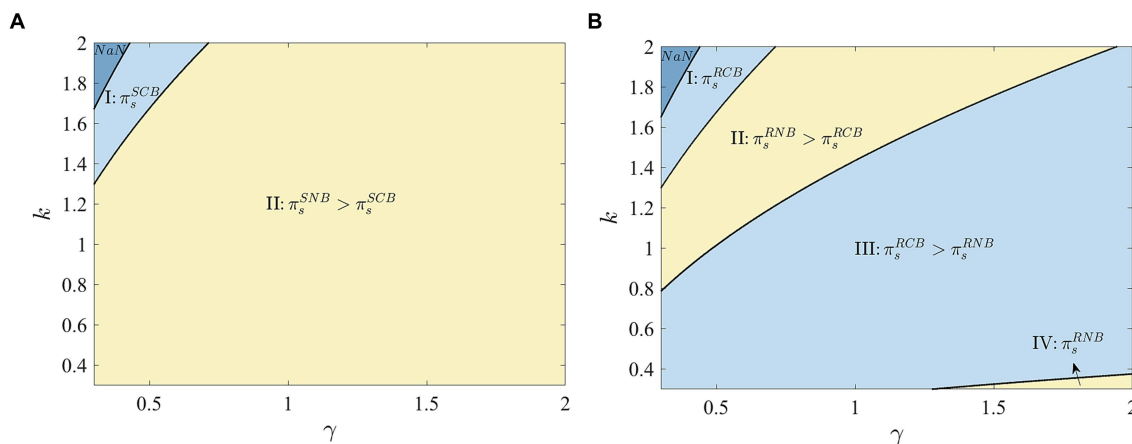 A
B
2
NaN
1.8
I: π_s^{SCB}
1.6
1.4
1.2
II: π_s^{SNB} > π_s^{SCB}
k
1
0.8
0.6
0.4
0.5
1
1.5
2
γ
2
NaN
1.8
I: π_s^{RCB}
1.6
II: π_s^{RNB} > π_s^{RCB}
1.4
1.2
k
1
III: π_s^{RCB} > π_s^{RNB}
0.8
0.6
IV: π_s^{RNB}
0.4
0.5
1
1.5
2
γ